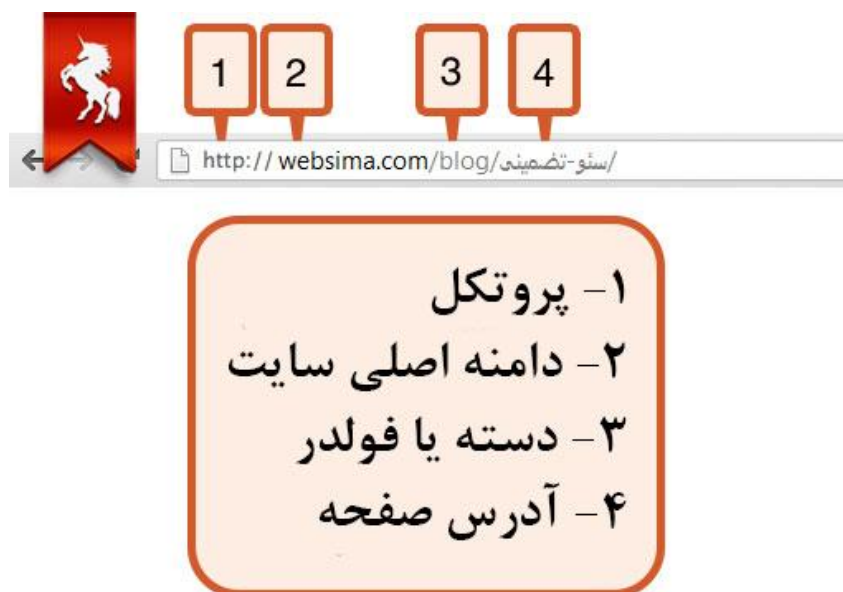 1 2 3 4
http:// websima.com/blog/سئو-تضمینی/
۱- پروتکل
۲- دامنه اصلی سایت
۳- دسته یا فولدر
۴- آدرس صفحه